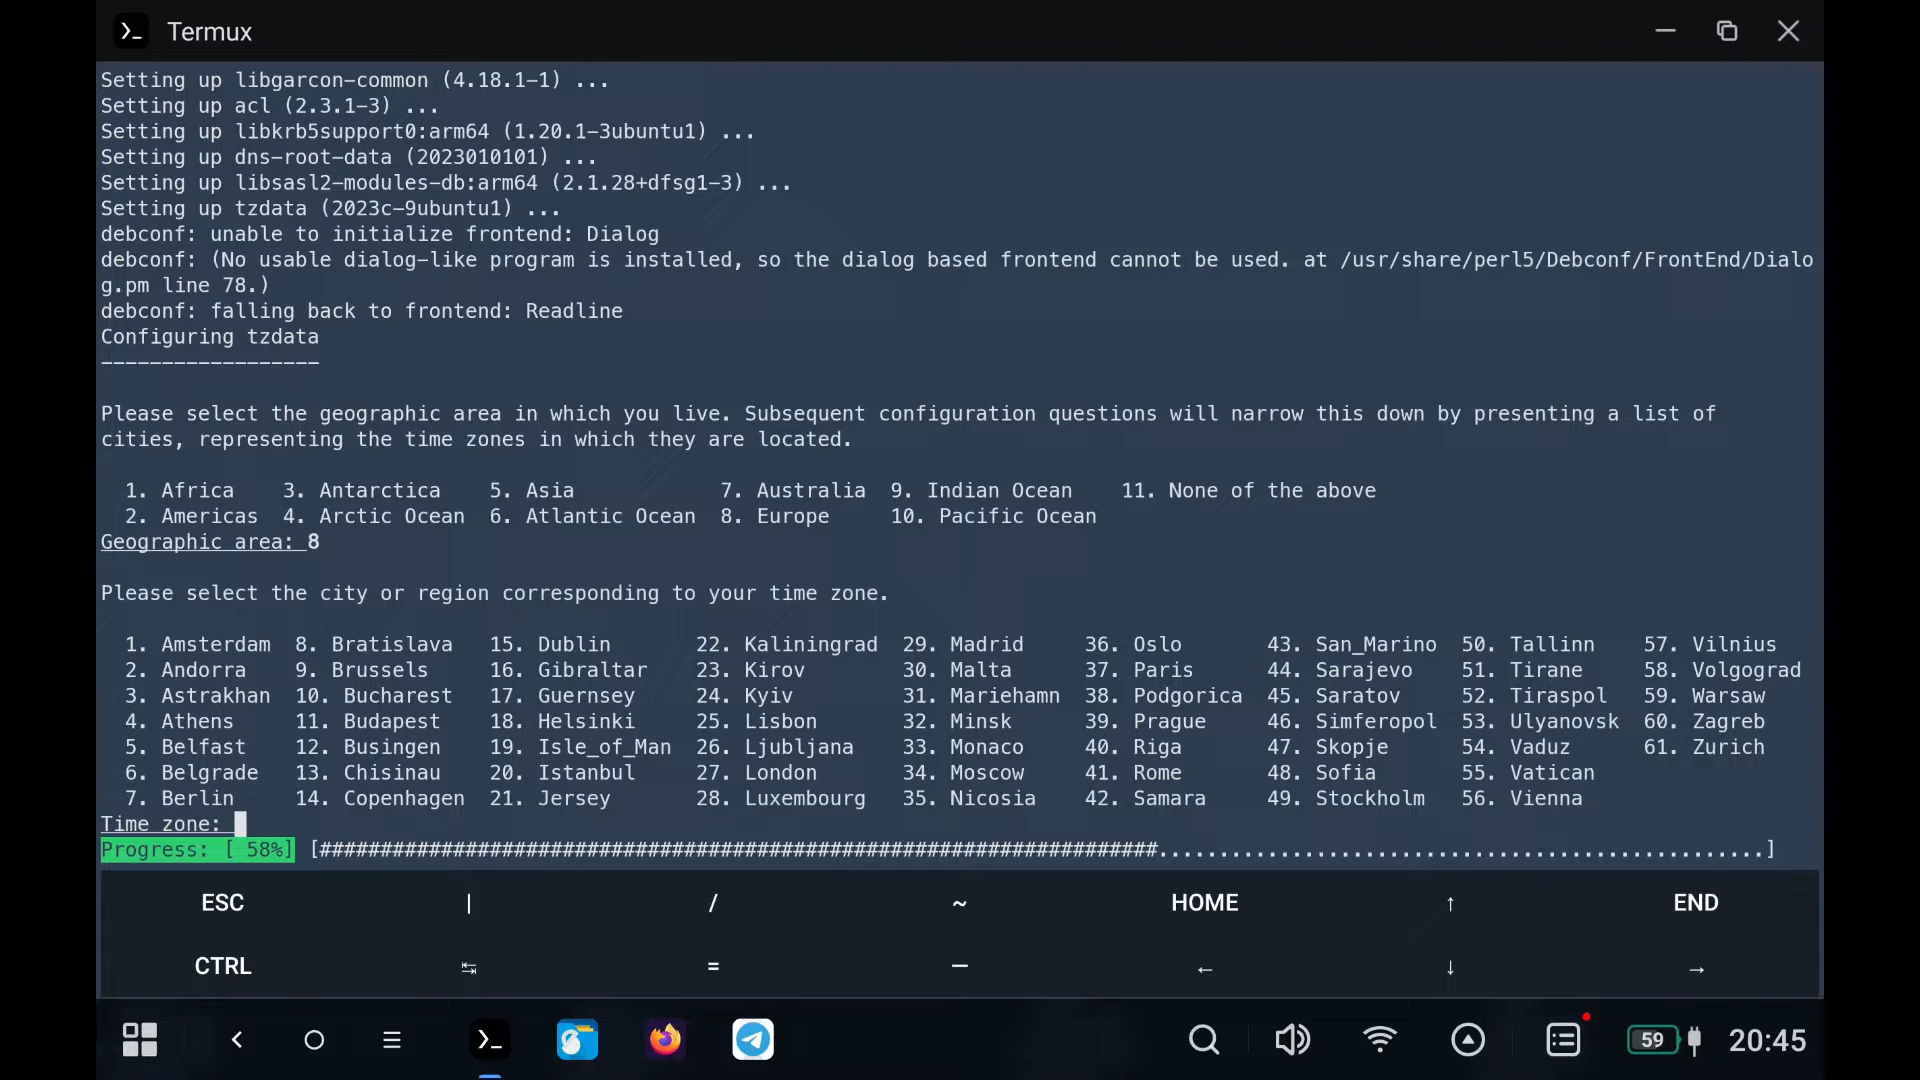 Termux
Setting up libgarcon-common (4.18.1-1) ...
Setting up acl (2.3.1-3) ...
Setting up libkrb5support0:arm64 (1.20.1-3ubuntu1) ...
Setting up dns-root-data (2023010101) ...
Setting up libsasl2-modules-db:arm64 (2.1.28+dfsg1-3) ...
Setting up tzdata (2023c-9ubuntu1) ...
debconf: unable to initialize frontend: Dialog
debconf: (No usable dialog-like program is installed, so the dialog based frontend cannot be used. at /usr/share/perl5/Debconf/FrontEnd/Dialo
g.pm line 78.)
debconf: falling back to frontend: Readline
Configuring tzdata
------------------
Please select the geographic area in which you live. Subsequent configuration questions will narrow this down by presenting a list of
cities, representing the time zones in which they are located.
1. Africa 3. Antarctica 5. Asia 7. Australia 9. Indian Ocean 11. None of the above
2. Americas 4. Arctic Ocean 6. Atlantic Ocean 8. Europe 10. Pacific Ocean
Geographic area: 8
Please select the city or region corresponding to your time zone.
1. Amsterdam 8. Bratislava 15. Dublin 22. Kaliningrad 29. Madrid 36. Oslo 43. San_Marino 50. Tallinn 57. Vilnius
2. Andorra 9. Brussels 16. Gibraltar 23. Kirov 30. Malta 37. Paris 44. Sarajevo 51. Tirane 58. Volgograd
3. Astrakhan 10. Bucharest 17. Guernsey 24. Kyiv 31. Mariehamn 38. Podgorica 45. Saratov 52. Tiraspol 59. Warsaw
4. Athens 11. Budapest 18. Helsinki 25. Lisbon 32. Minsk 39. Prague 46. Simferopol 53. Ulyanovsk 60. Zagreb
5. Belfast 12. Busingen 19. Isle_of_Man 26. Ljubljana 33. Monaco 40. Riga 47. Skopje 54. Vaduz 61. Zurich
6. Belgrade 13. Chisinau 20. Istanbul 27. London 34. Moscow 41. Rome 48. Sofia 55. Vatican
7. Berlin 14. Copenhagen 21. Jersey 28. Luxembourg 35. Nicosia 42. Samara 49. Stockholm 56. Vienna
Time zone:
Progress: [ 58%] [#####################################################################..................................................]
ESC | / ~ HOME ↑ END
CTRL ↹ = — ← ↓ →
59 20:45